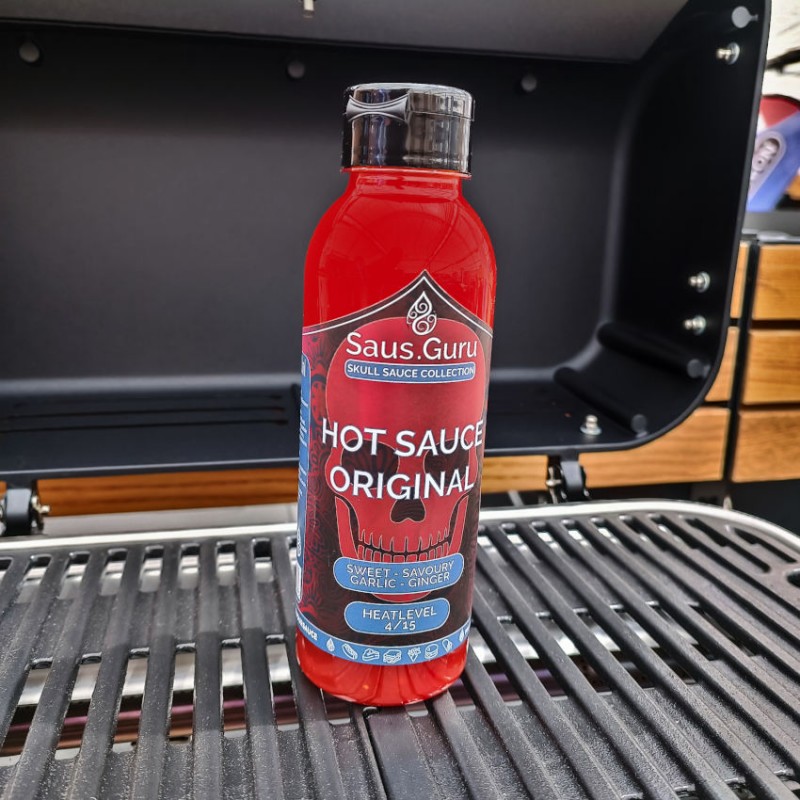 Saus.Guru
SKULL SAUCE COLLECTION
HOT SAUCE
ORIGINAL
SWEET - SAVOURY
GARLIC - GINGER
HEATLEVEL
4/15